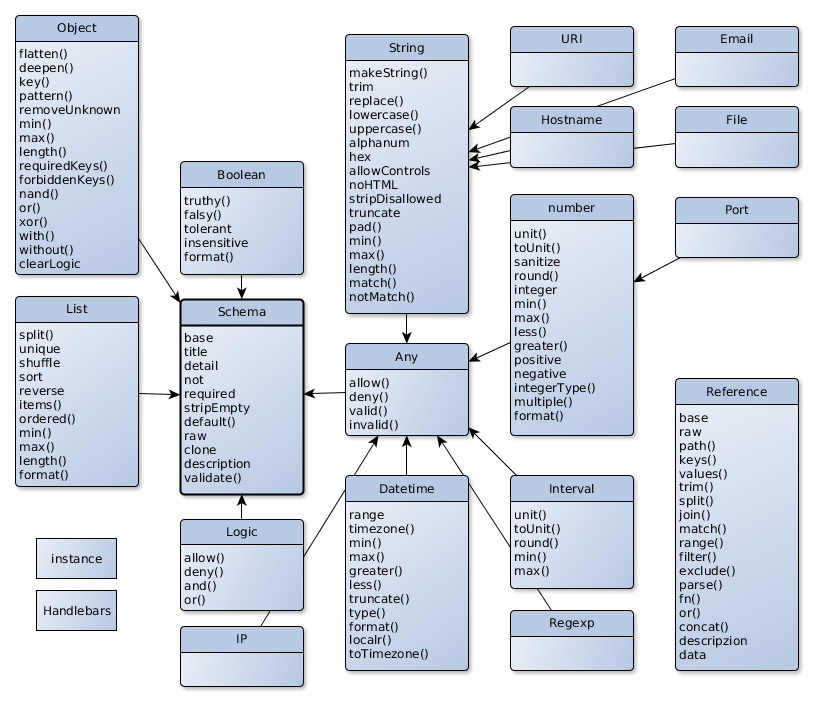 Object
flatten()
deepen()
key()
pattern()
removeUnknown
min()
max()
length()
requiredKeys()
forbiddenKeys()
nand()
or()
xor()
with()
without()
clearLogic
List
split()
unique
shuffle
sort
reverse
items()
ordered()
min()
max()
length()
format()
instance
Handlebars
Boolean
truthy()
falsy()
tolerant
insensitive
format()
Schema
base
title
detail
not
required
stripEmpty
default()
raw
clone
description
validate()
Logic
allow()
deny()
and()
or()
IP
String
makeString()
trim
replace()
lowercase()
uppercase()
alphanum
hex
allowControls
noHTML
stripDisallowed
truncate
pad()
min()
max()
length()
match()
notMatch()
Any
allow()
deny()
valid()
invalid()
Datetime
range
timezone()
min()
max()
greater()
less()
truncate()
type()
format()
localr()
toTimezone()
URI
Hostname
number
unit()
toUnit()
sanitize
round()
integer
min()
max()
less()
greater()
positive
negative
integerType()
multiple()
format()
Interval
unit()
toUnit()
round()
min()
max()
Regexp
Email
File
Port
Reference
base
raw
path()
keys()
values()
trim()
split()
join()
match()
range()
filter()
exclude()
parse()
fn()
or()
concat()
descripzion
data